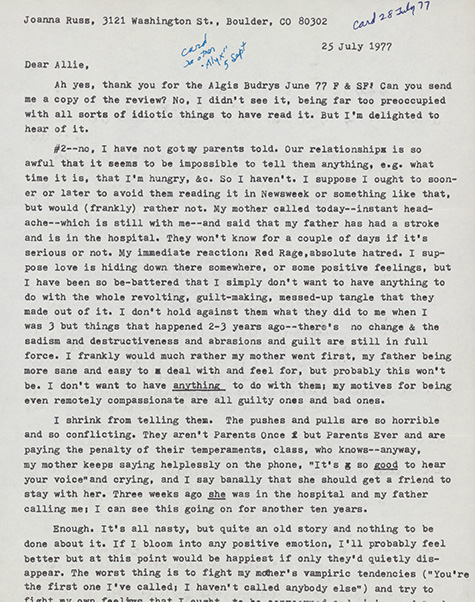 Joanna Russ, 3121 Washington St., Boulder, CO 80302
card 28 July 77
25 July 1977
card
"Alyx"
5 Sept
Dear Allie,
Ah yes, thank you for the Algis Budrys June 77 F & SF! Can you
send me a copy of the review? No, I didn't see it, being far too preoccupied
with all sorts of idiotic things to have read it. But I'm delighted to
hear of it.
#2--no, I have not got my parents told. Our relationship is so
awful that it seems to be impossible to tell them anything, e.g. what
time it is, that I'm hungry, &c. So I haven't. I suppose I ought to soon-
er or later to avoid them reading it in Newsweek or something like that,
but would (frankly) rather not. My mother called today--instant head-
ache--which is still with me--and said that my father has had a stroke
and is in the hospital. They won't know for a couple of days if it's
serious or not. My immediate reaction: Red Rage, absolute hatred. I sup-
pose love is hiding down there somewhere, or some positive feelings, but
I have been so be-battered that I simply don't want to have anything to
do with the whole revolting, guilt-making, messed-up tangle that they
made out of it. I don't hold against them what they did to me when I
was 3 but things that happened 2-3 years ago--there's no change & the
sadism and destructiveness and abrasions and guilt are still in full
force. I frankly would much rather my mother went first, my father being
more sane and easy to deal with and feel for, but probably this won't
be. I don't want to have anything to do with them; my motives for being
even remotely compassionate are all guilty ones and bad ones.
I shrink from telling them. The pushes and pulls are so horrible
and so conflicting. They aren't Parents Once but Parents Ever and are
paying the penalty of their temperaments, class, who knows--anyway,
my mother keeps saying helplessly on the phone, "It's so good to hear
your voice" and crying, and I say banally that she should get a friend to
stay with her. Three weeks ago she was in the hospital and my father
calling me; I can see this going on for another ten years.
Enough. It's all nasty, but quite an old story and nothing to be
done about it. If I bloom into any positive emotion, I'll probably feel
better but at this point would be happiest if only they'd quietly dis-
appear. The worst thing is to fight my mother's vampiric tendencies ("You're
the first one I've called; I haven't called anybody else") and try to
fight my own feelings that I ought to be